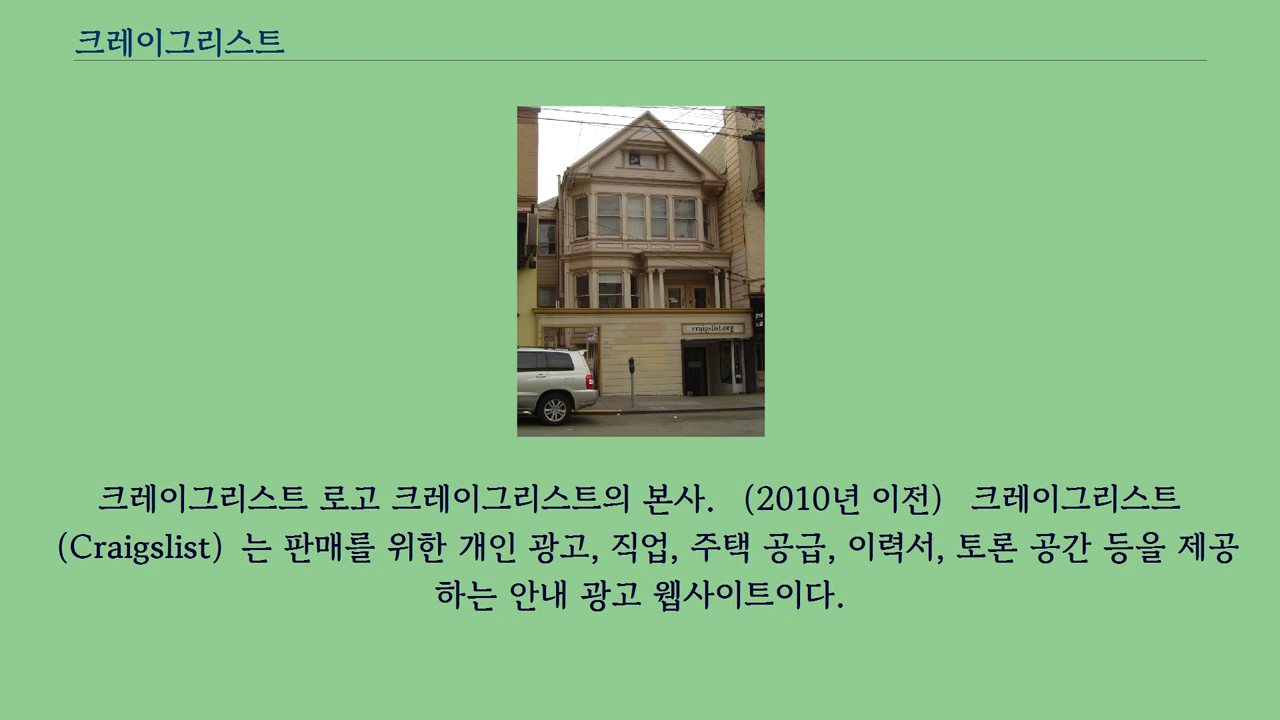 크레이그리스트
craigslist.org
크레이그리스트 로고 크레이그리스트의 본사. (2010년 이전) 크레이그리스트
(Craigslist) 는 판매를 위한 개인 광고, 직업, 주택 공급, 이력서, 토론 공간 등을 제공
하는 안내 광고 웹사이트이다.